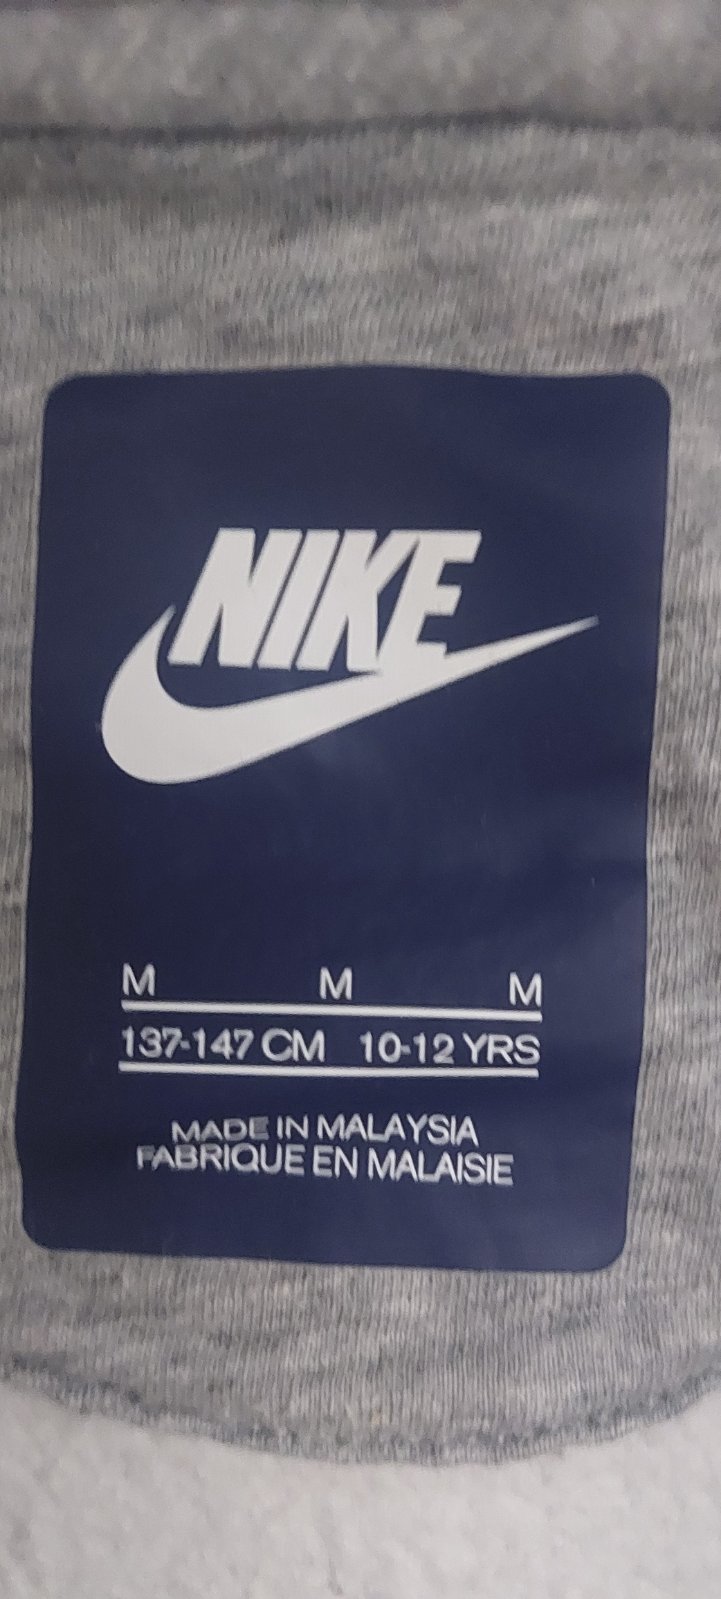 NIKE
M M M
137-147 CM 10-12 YRS
MADE IN MALAYSIA
FABRIQUE EN MALAISIE